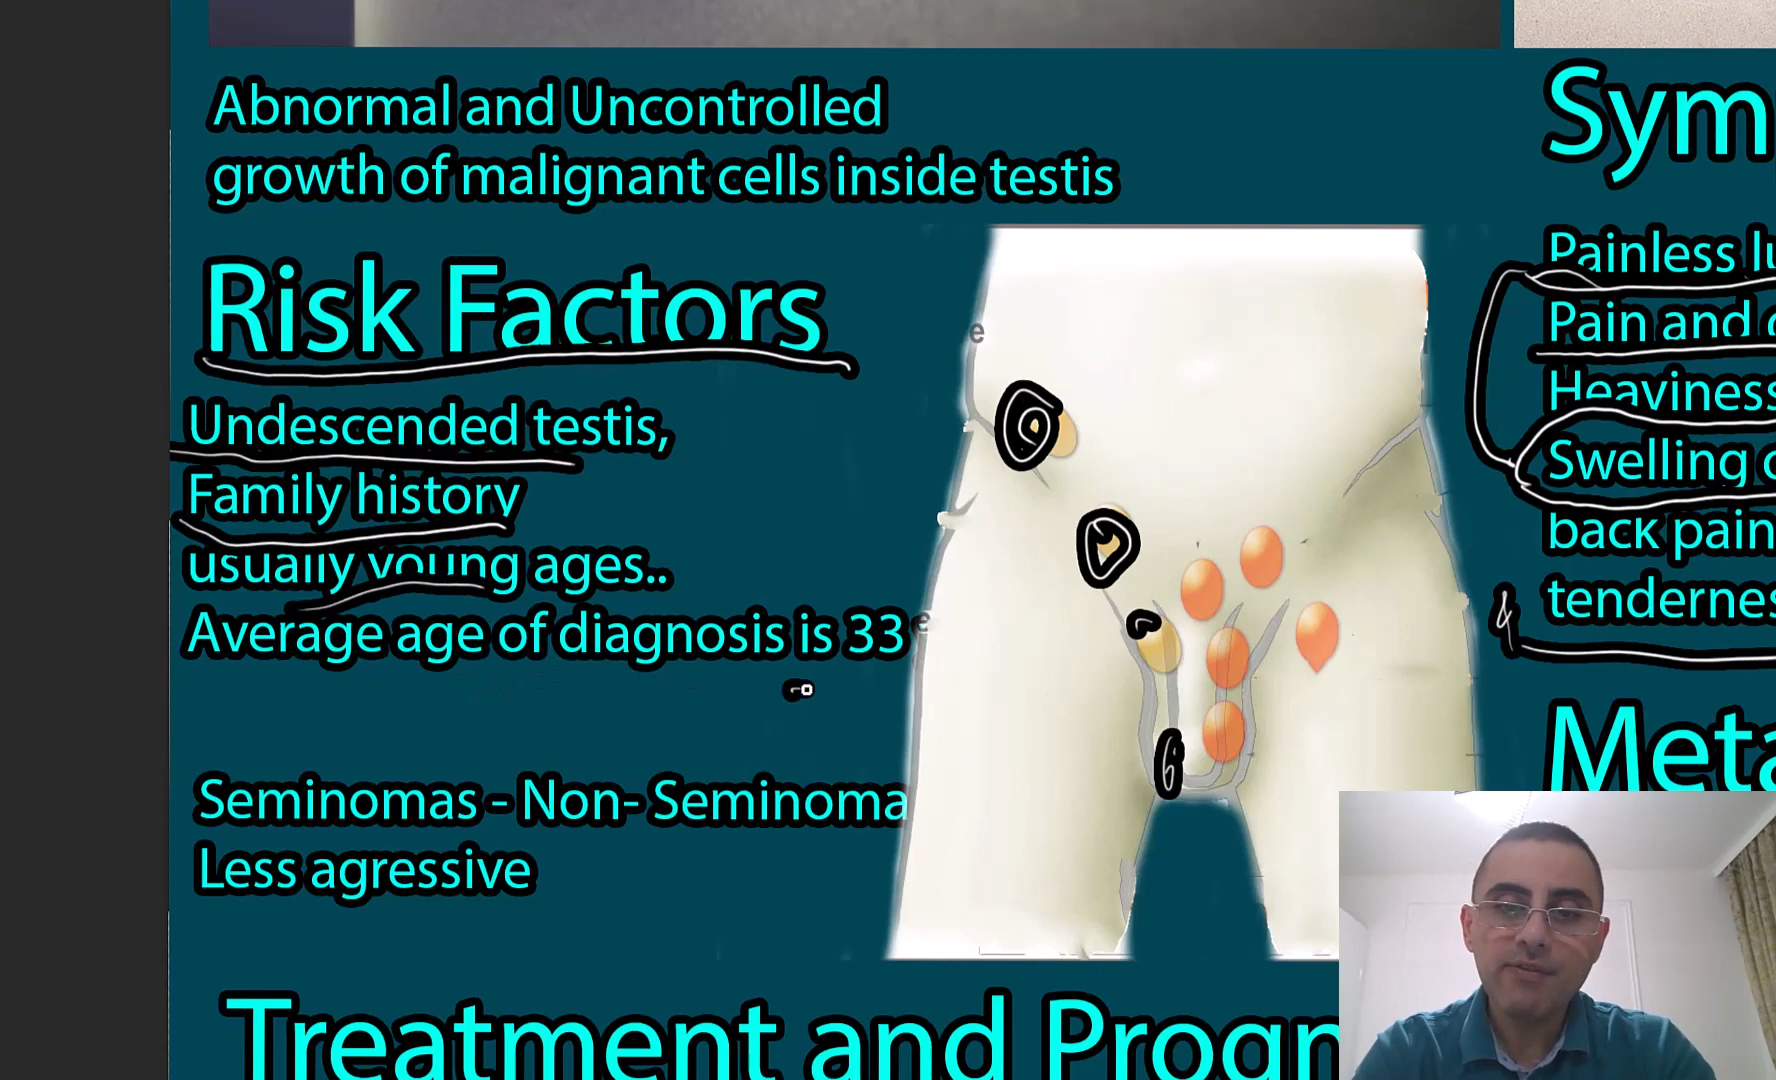 Abnormal and Uncontrolled
growth of malignant cells inside testis
Risk Factors
Undescended testis,
Family history
usually young ages..
Average age of diagnosis is 33
Seminomas - Non- Seminoma
Less agressive
Treatment and Progn
Sym
Painless lu
Pain and
Heaviness
Swelling
back pain
tendernes
Meta
e
e